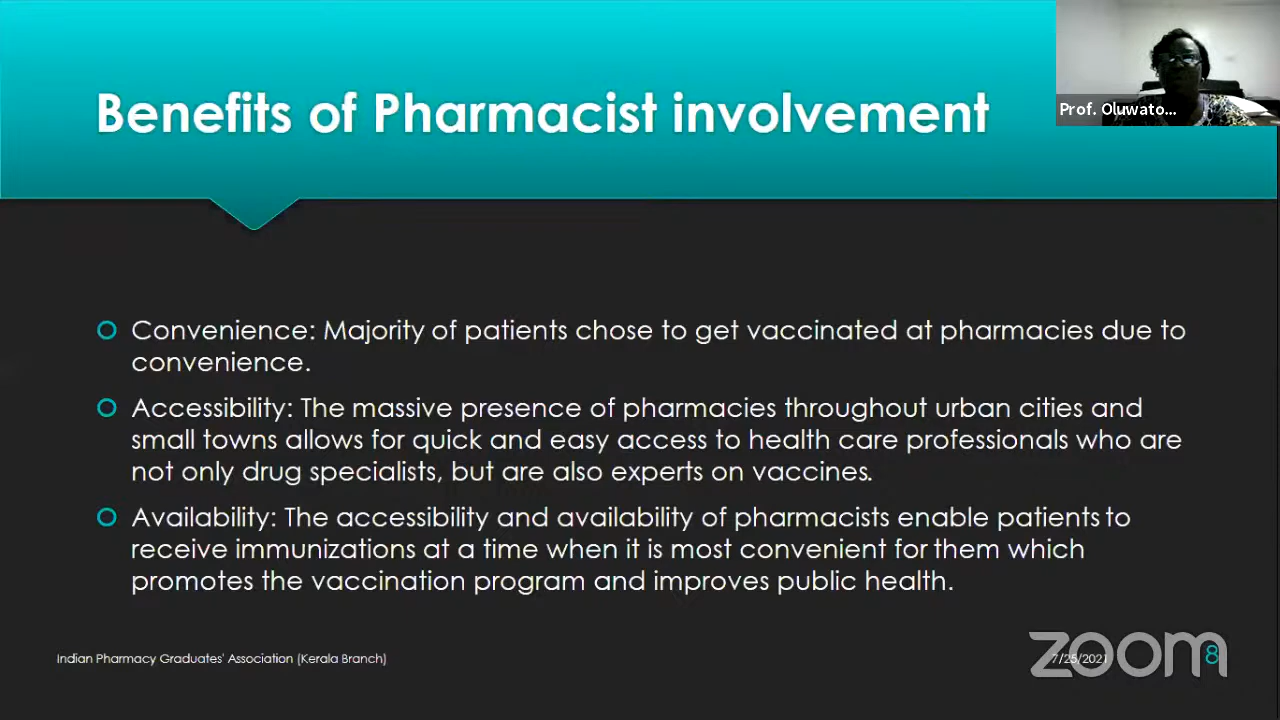 Benefits of Pharmacist involvement
Prof. Oluwato...
Convenience: Majority of patients chose to get vaccinated at pharmacies due to
convenience.
Accessibility: The massive presence of pharmacies throughout urban cities and
small towns allows for quick and easy access to health care professionals who are
not only drug specialists, but are also experts on vaccines.
Availability: The accessibility and availability of pharmacists enable patients to
receive immunizations at a time when it is most convenient for them which
promotes the vaccination program and improves public health.
Indian Pharmacy Graduates' Association (Kerala Branch)
7/25/2021
zoom
8